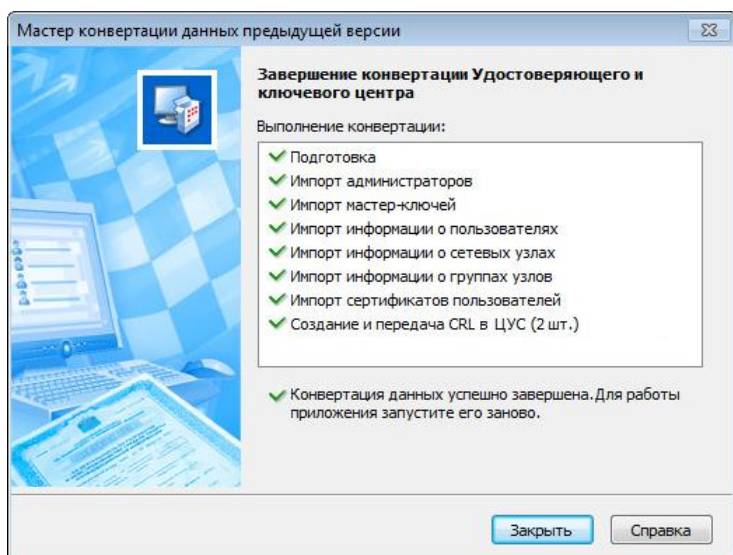 Мастер конвертации данных предыдущей версии
Завершение конвертации Удостоверяющего и
ключевого центра
Выполнение конвертации:
Подготовка
Импорт администраторов
Импорт мастер-ключей
Импорт информации о пользователях
Импорт информации о сетевых узлах
Импорт информации о группах узлов
Импорт сертификатов пользователей
Создание и передача CRL в ЦУС (2 шт.)
Конвертация данных успешно завершена.Для работы
приложения запустите его заново.
Закрыть
Справка